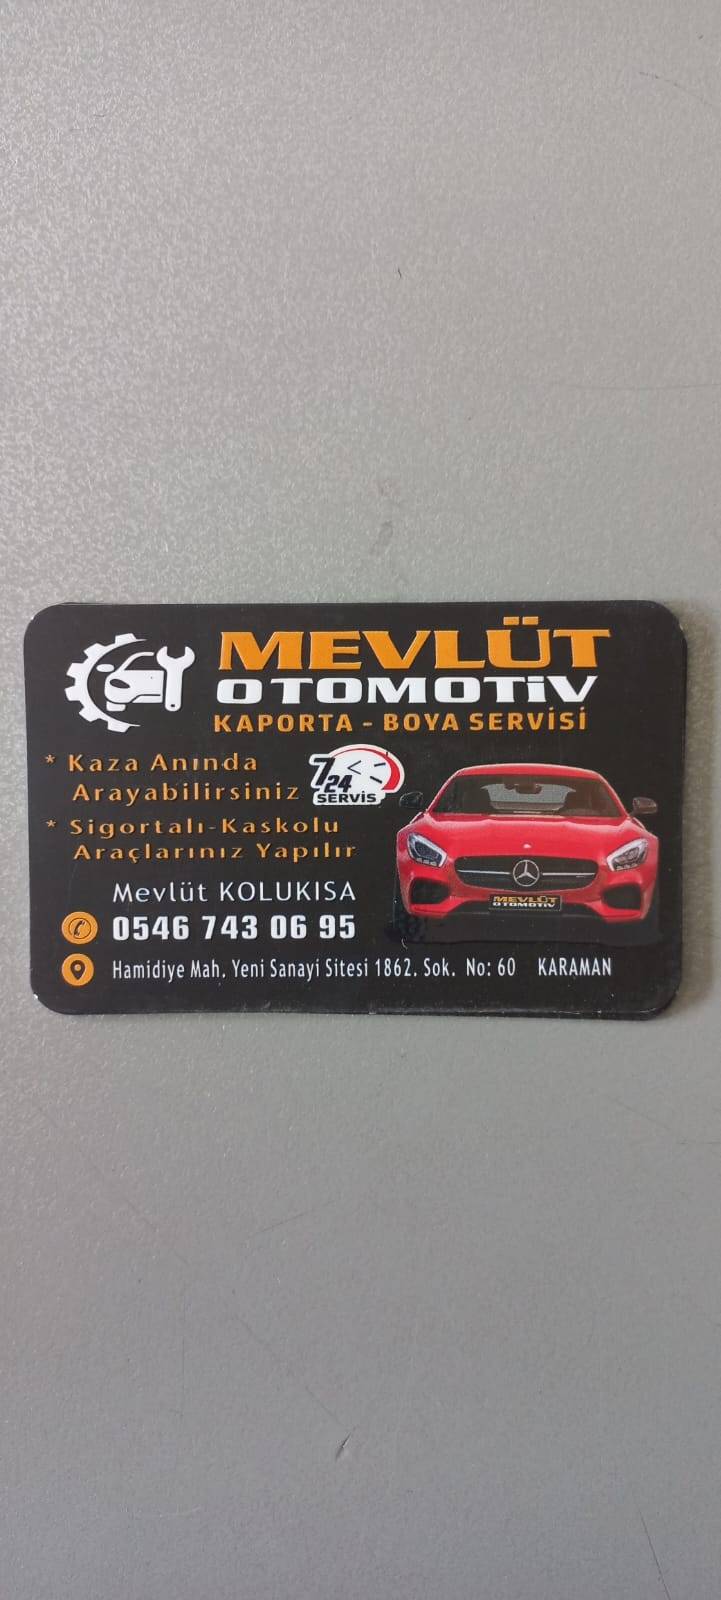 MEVLÜT
OTOMOTİV
KAPORTA - BOYA SERVİSİ
* Kaza Anında
Arayabilirsiniz
7
24
SERVİS
* Sigortalı-Kaskolu
Araçlarınız Yapılır
Mevlüt KOLUKISA
0546 743 06 95
Hamidiye Mah. Yeni Sanayi Sitesi 1862. Sok. No: 60 KARAMAN
MEVLÜT
OTOMOTİV